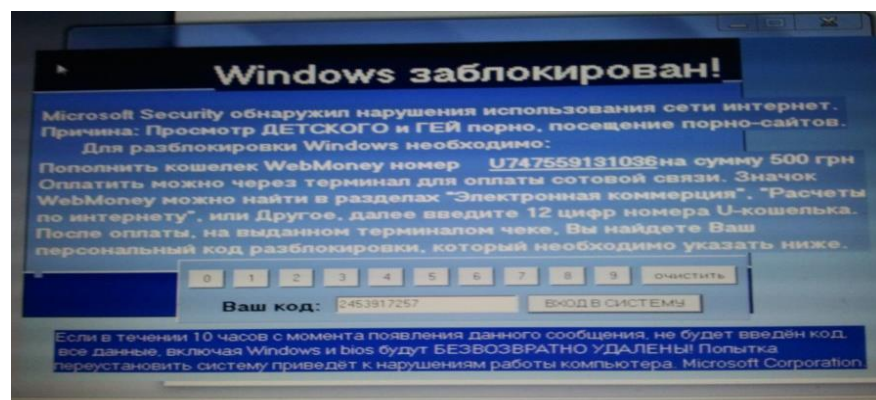 Windows заблокирован!
Microsoft Security обнаружил нарушения использования сети интернет.
Причина: Просмотр ДЕТСКОГО и ГЕЙ порно, посещение порно-сайтов.
Для разблокировки Windows необходимо:
Пополнить кошелек WebMoney номер U747559131036 на сумму 500 грн
Оплатить можно через терминал для оплаты сотовой связи. Значок
WebMoney можно найти в разделах "Электронная коммерция", "Расчеты
по интернету", или Другое, далее введите 12 цифр номера U-кошелька.
После оплаты, на выданном терминалом чеке, Вы найдете Ваш
персональный код разблокировки, который необходимо указать ниже.
0 1 2 3 4 5 6 7 8 9 очистить
Ваш код: 2453917257 ВХОД В СИСТЕМУ
Если в течении 10 часов с момента появления данного сообщения, не будет введён код,
все данные, включая Windows и bios будут БЕЗВОЗВРАТНО УДАЛЕНЫ! Попытка
переустановить систему приведёт к нарушениям работы компьютера. Microsoft Corporation